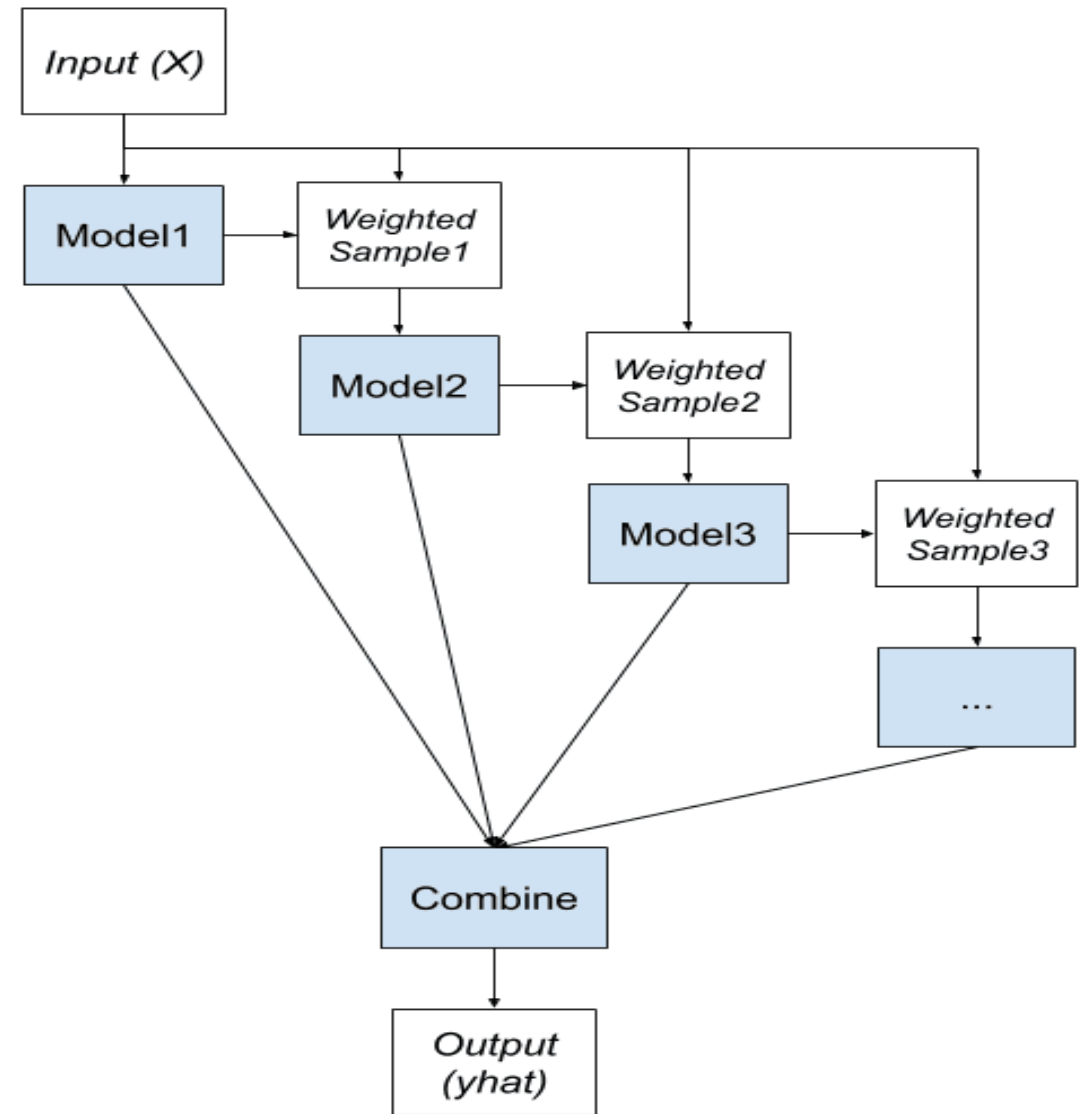 Input (X)
Model1
Weighted
Sample1
Model2
Weighted
Sample2
Model3
Weighted
Sample3
...
Combine
Output
(yhat)